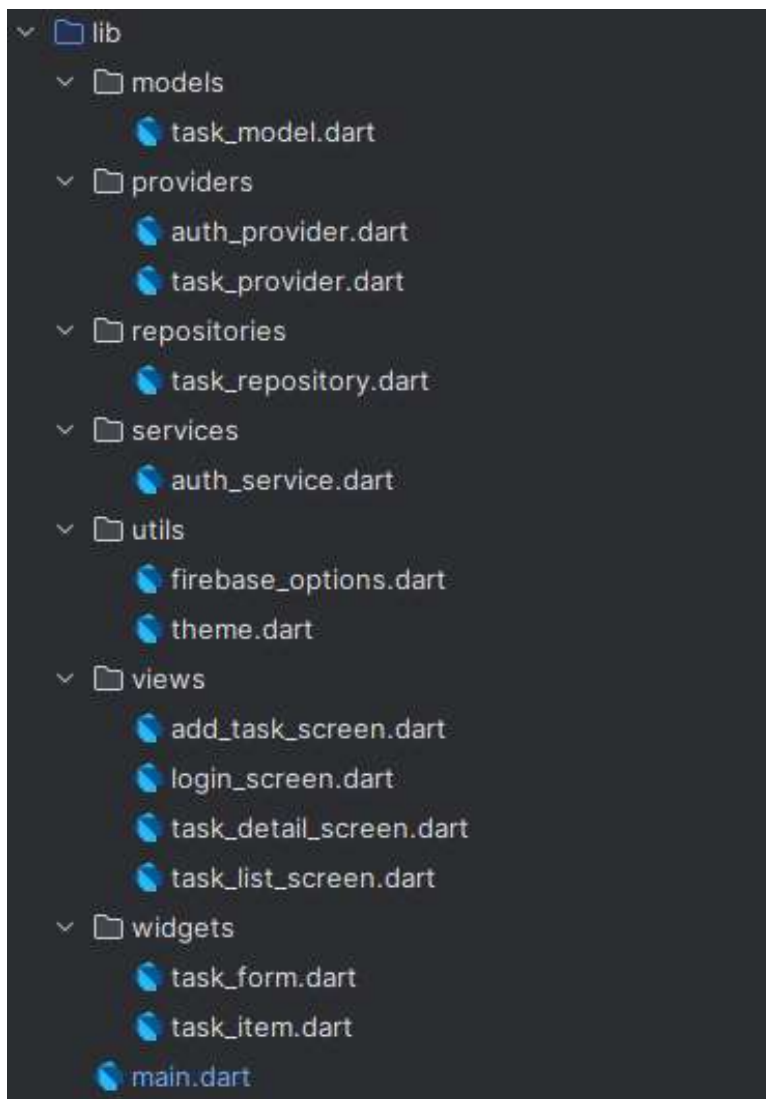 lib
models
task_model.dart
providers
auth_provider.dart
task_provider.dart
repositories
task_repository.dart
services
auth_service.dart
utils
firebase_options.dart
theme.dart
views
add_task_screen.dart
login_screen.dart
task_detail_screen.dart
task_list_screen.dart
widgets
task_form.dart
task_item.dart
main.dart